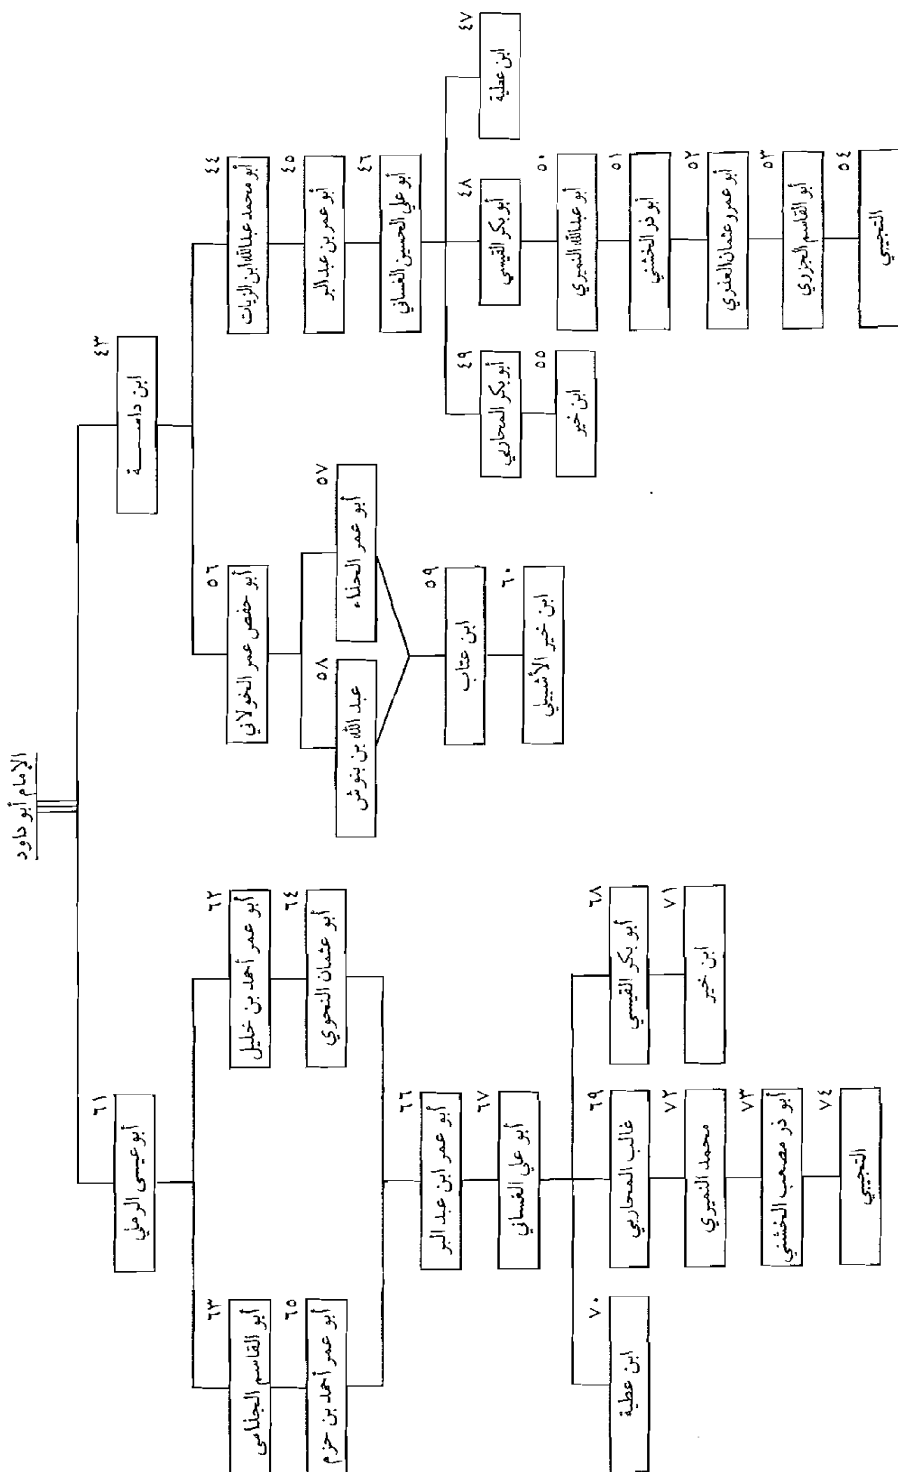 الإمام أبو داود
٤٣
ابن داســـة
٤٤
أبو محمد عبدالله ابن الزيات
٤٥
أبو عمر بن عبد البر
٤٦
أبو علي الحسين الغساني
٤٧
ابن عطية
٤٨
أبو بكر القيسي
٤٩
أبو بكر المحاربي
٥٠
أبو عبدالله النميري
٥١
أبو ذر الخشني
٥٢
أبو عمرو عثمان العبدري
٥٣
أبو القاسم الجزري
٥٤
التجيبي
٥٥
ابن خير
٥٦
أبو حفص عمر الخولاني
٥٧
أبو عمر الحذاء
٥٨
عبد الله بن بنوش
٥٩
ابن عتاب
٦٠
ابن خير الأشبيلي
٦١
أبو عيسى الرملي
٦٢
أبو عمر أحمد بن خليل
٦٣
أبو القاسم الجذامي
٦٤
أبو عثمان النحوي
٦٥
أبو عمر أحمد بن حزم
٦٦
أبو عمر ابن عبد البر
٦٧
أبو علي الغساني
٦٨
أبو بكر القيسي
٦٩
غالب المحاربي
٧٠
ابن عطية
٧١
ابن خير
٧٢
محمد النميري
٧٣
أبو ذر مصعب الخشني
٧٤
التجيبي